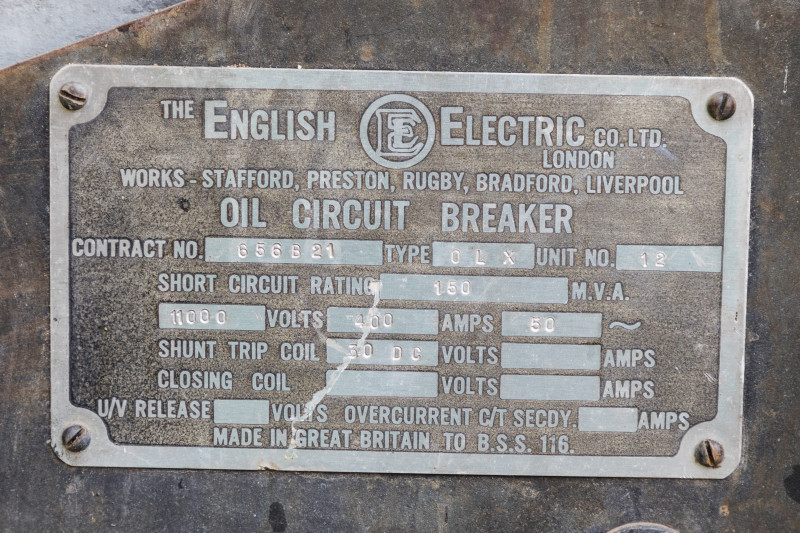 THE ENGLISH EE ELECTRIC CO. LTD.
LONDON
WORKS - STAFFORD, PRESTON, RUGBY, BRADFORD, LIVERPOOL
OIL CIRCUIT BREAKER
CONTRACT NO. 656B21 TYPE OLX UNIT NO. 12
SHORT CIRCUIT RATING 150 M.V.A.
11000 VOLTS 400 AMPS 50 ~
SHUNT TRIP COIL 30 DC VOLTS AMPS
CLOSING COIL VOLTS AMPS
U/V RELEASE VOLTS OVERCURRENT C/T SECDY. AMPS
MADE IN GREAT BRITAIN TO B.S.S. 116.